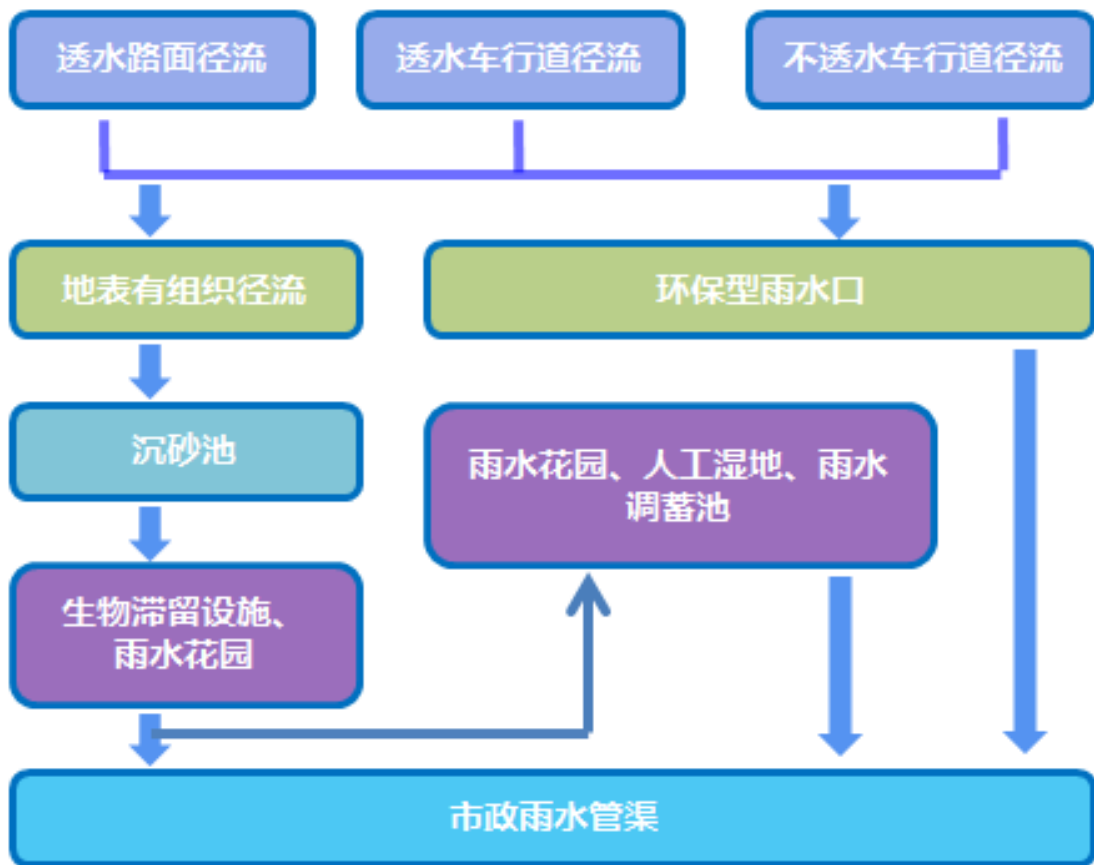 透水路面径流
透水车行道径流
不透水车行道径流
地表有组织径流
环保型雨水口
沉砂池
雨水花园、人工湿地、雨水
调蓄池
生物滞留设施、
雨水花园
市政雨水管渠